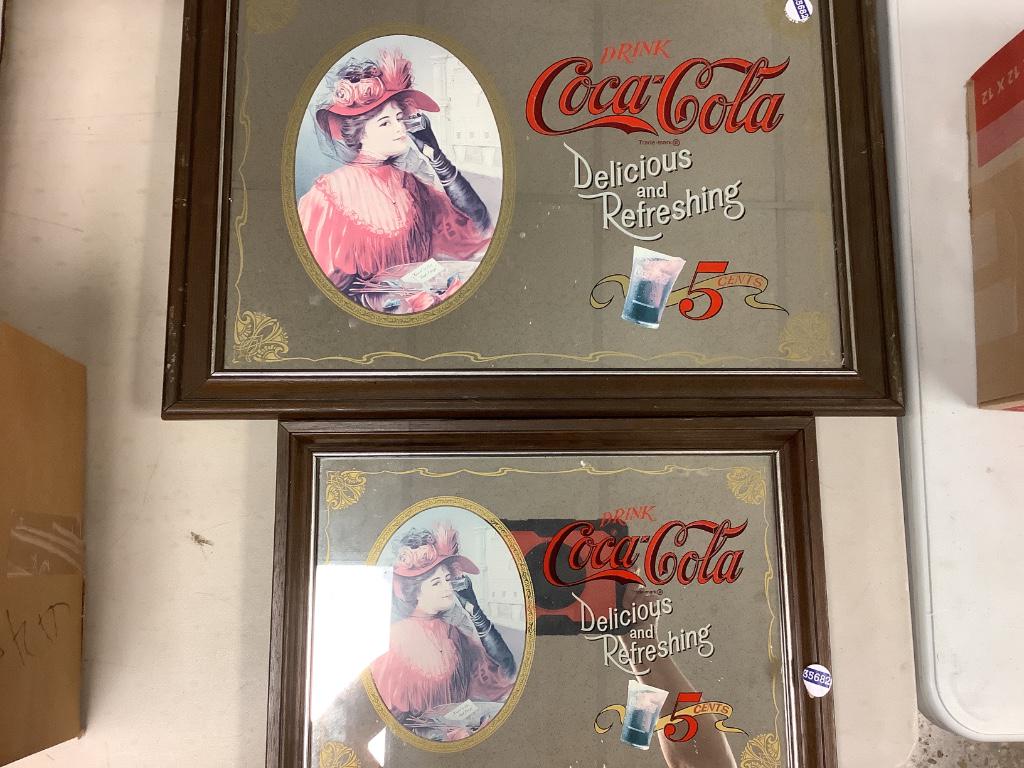 DRINK
Coca-Cola
Trade-mark®
Delicious
and
Refreshing
5 CENTS
12 X 12
DRINK
Coca-Cola
Delicious
and
Refreshing
5 CENTS
35682